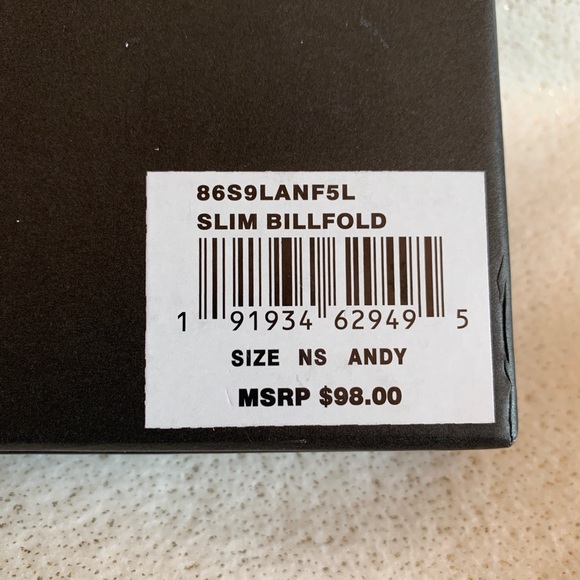 86S9LANF5L
SLIM BILLFOLD
1 91934 62949 5
SIZE NS ANDY
MSRP $98.00